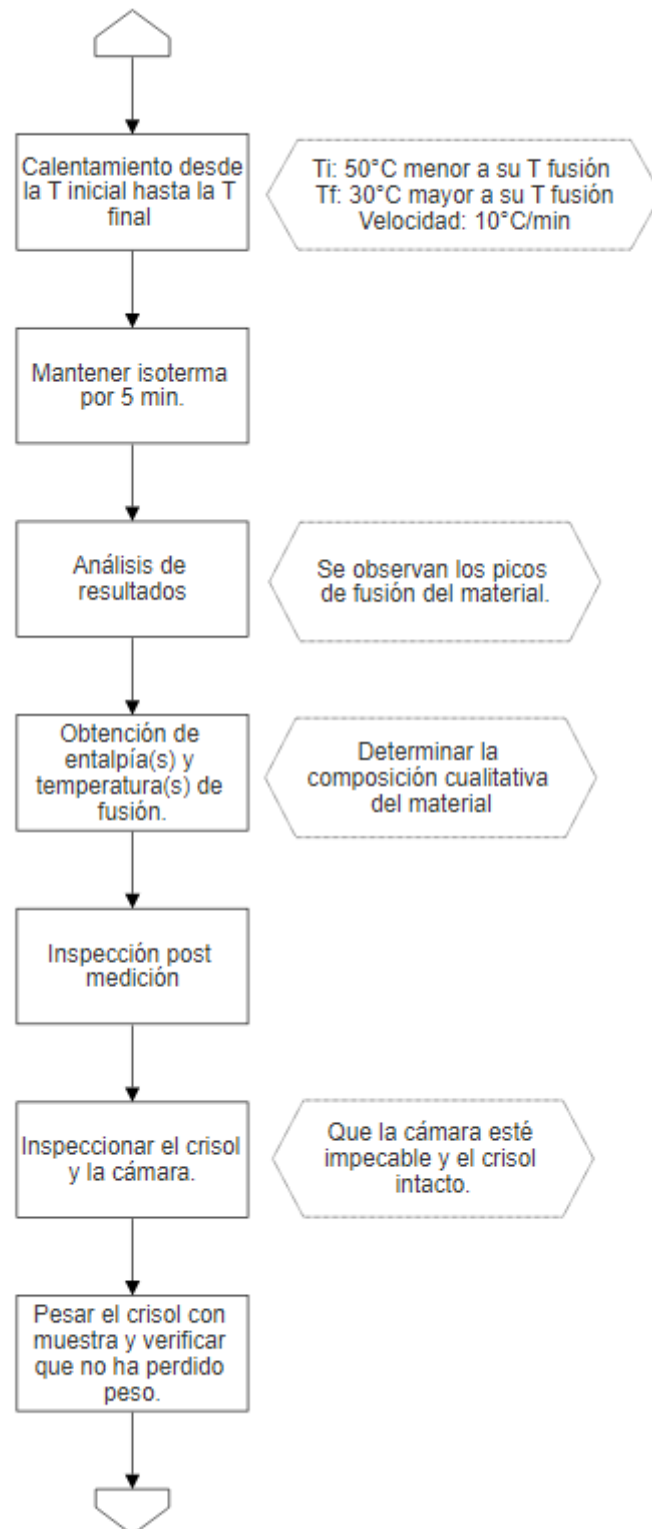 Calentamiento desde
la T inicial hasta la T
final
Ti: 50°C menor a su T fusión
Tf: 30°C mayor a su T fusión
Velocidad: 10°C/min
Mantener isoterma
por 5 min.
Análisis de
resultados
Se observan los picos
de fusión del material.
Obtención de
entalpía(s) y
temperatura(s) de
fusión.
Determinar la
composición cualitativa
del material
Inspección post
medición
Inspeccionar el crisol
y la cámara.
Que la cámara esté
impecable y el crisol
intacto.
Pesar el crisol con
muestra y verificar
que no ha perdido
peso.